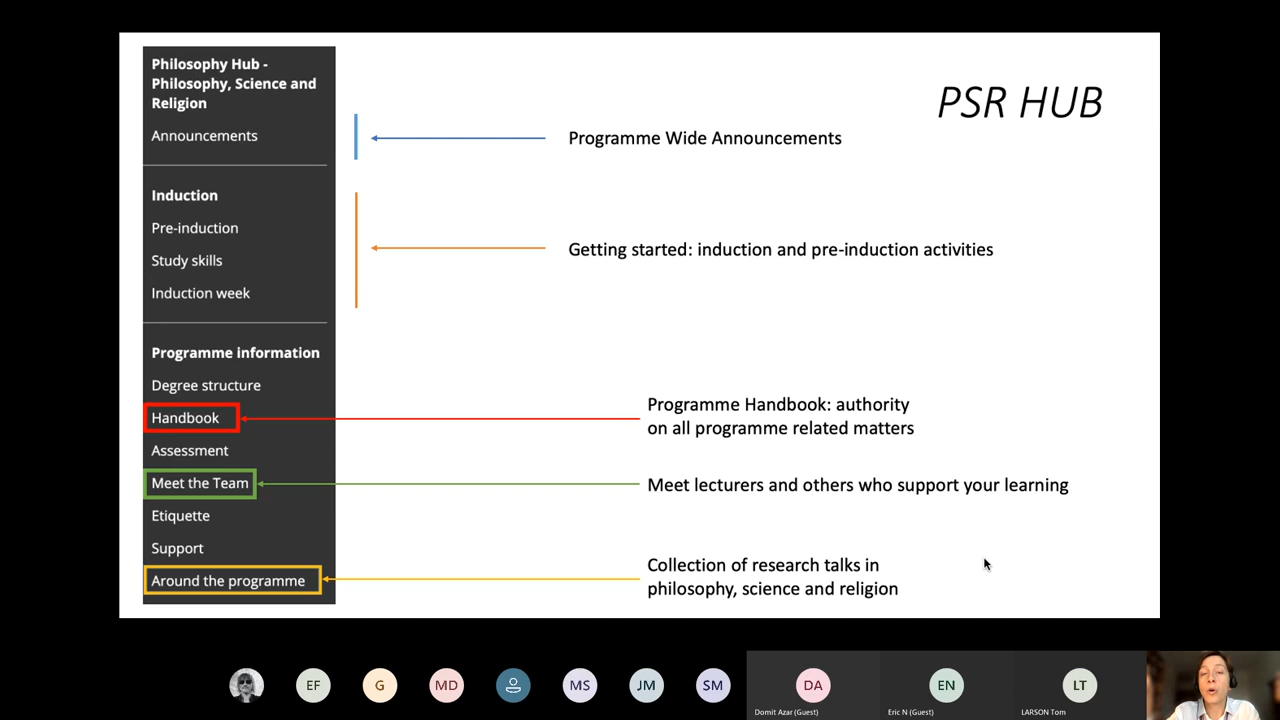 Philosophy Hub -
Philosophy, Science and
Religion
Announcements
Induction
Pre-induction
Study skills
Induction week
Programme information
Degree structure
Handbook
Assessment
Meet the Team
Etiquette
Support
Around the programme
PSR HUB
Programme Wide Announcements
Getting started: induction and pre-induction activities
Programme Handbook: authority
on all programme related matters
Meet lecturers and others who support your learning
Collection of research talks in
philosophy, science and religion
EF
G
MD
MS
JM
SM
DA
EN
LT
Domit Azar (Guest)
Eric N (Guest)
LARSON Tom